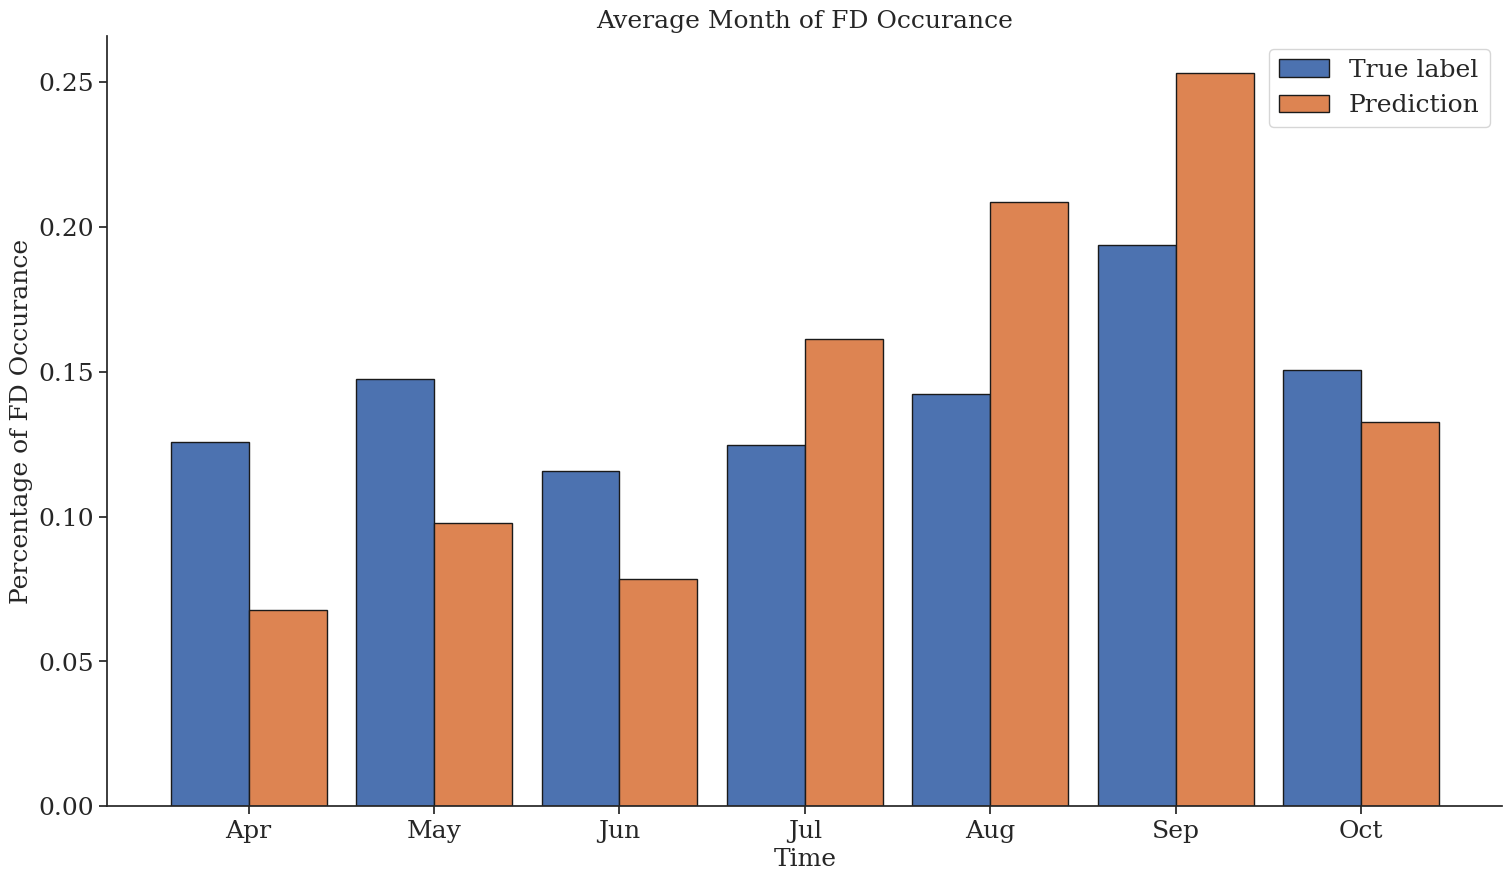 Average Month of FD Occurance
True label
Prediction
Percentage of FD Occurance
0.25
0.20
0.15
0.10
0.05
0.00
Apr May Jun Jul Aug Sep Oct
Time